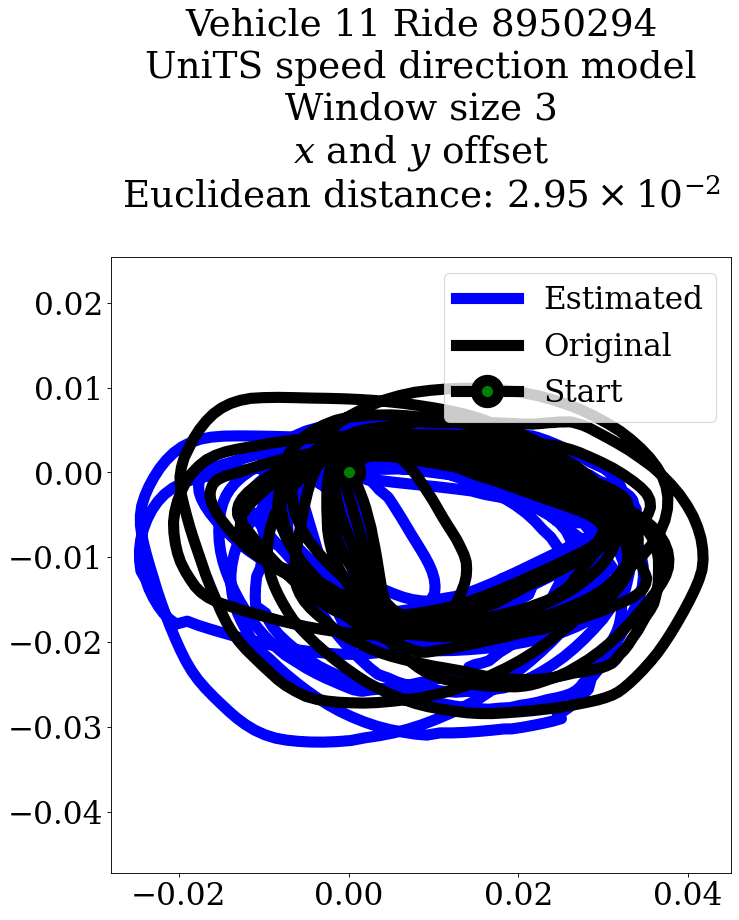 Vehicle 11 Ride 8950294
UniTS speed direction model
Window size 3
x and y offset
Euclidean distance: 2.95 × 10⁻²
Estimated
Original
Start
0.02
0.01
0.00
−0.01
−0.02
−0.03
−0.04
−0.02 0.00 0.02 0.04